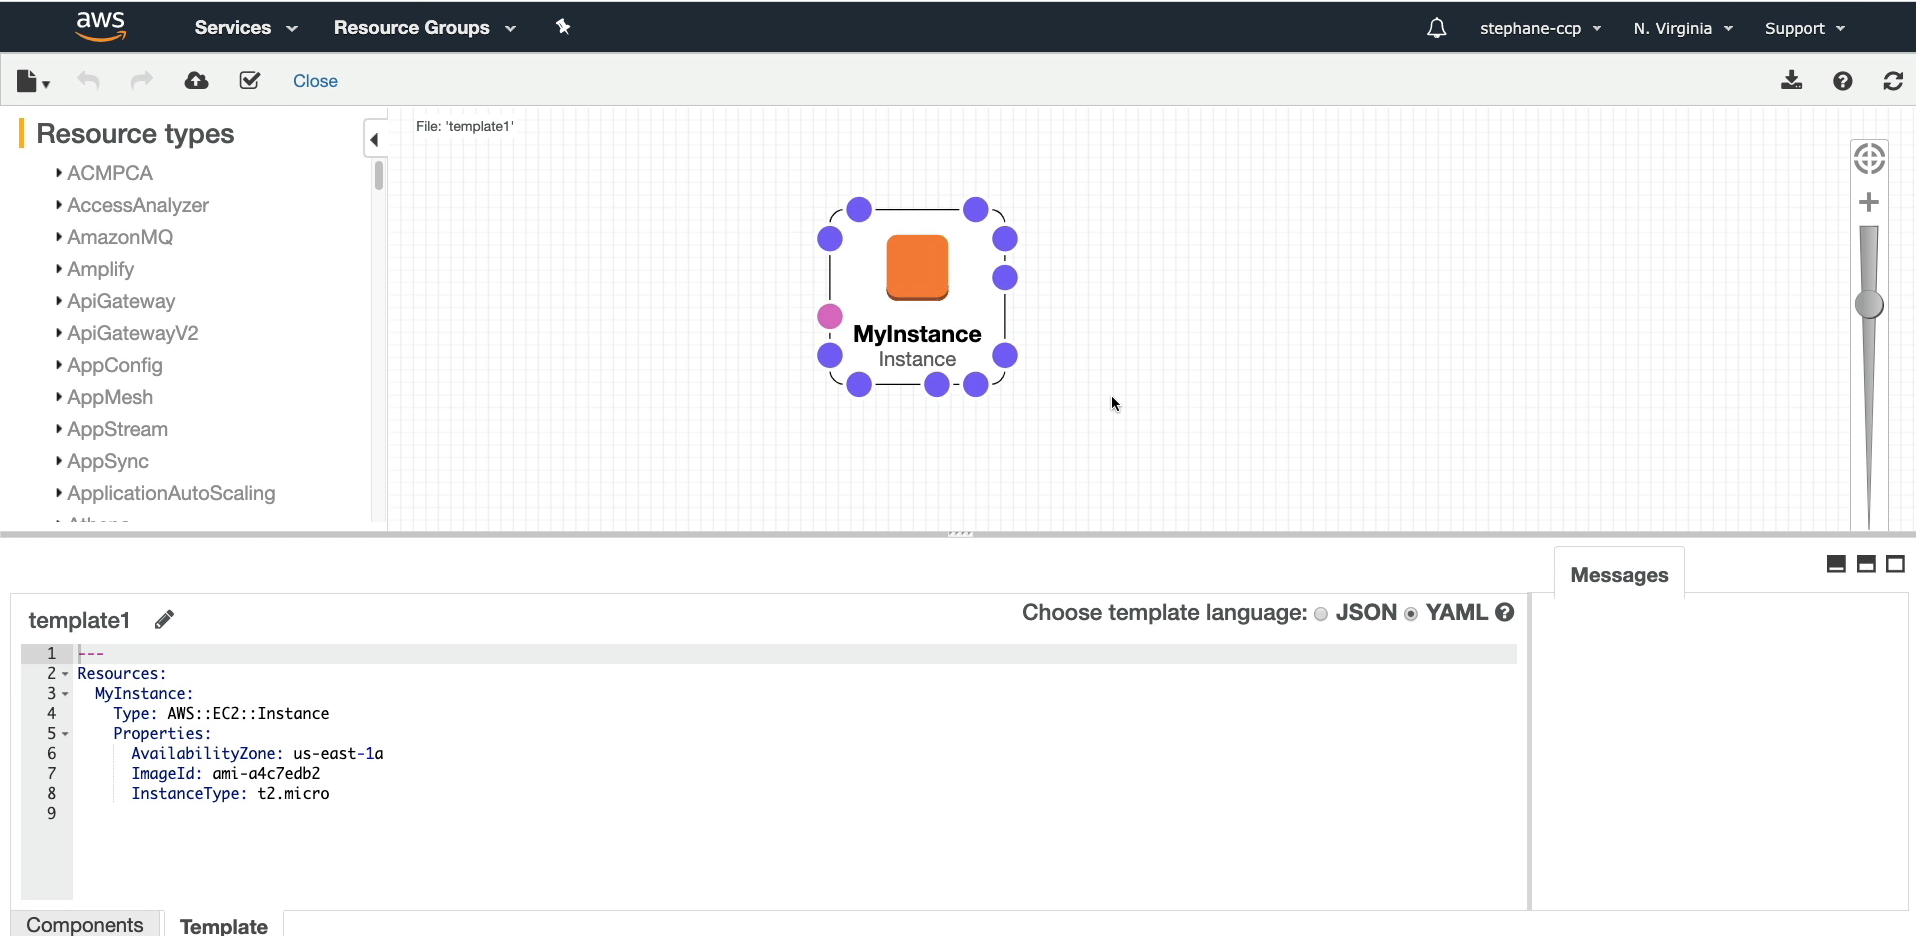 aws Services Resource Groups stephane-ccp N. Virginia Support
Close
Resource types
ACMPCA
AccessAnalyzer
AmazonMQ
Amplify
ApiGateway
ApiGatewayV2
AppConfig
AppMesh
AppStream
AppSync
ApplicationAutoScaling
File: 'template1'
MyInstance
Instance
Messages
template1
Choose template language: JSON YAML
1 ---
2 Resources:
3 MyInstance:
4 Type: AWS::EC2::Instance
5 Properties:
6 AvailabilityZone: us-east-1a
7 ImageId: ami-a4c7edb2
8 InstanceType: t2.micro
9
Components Template